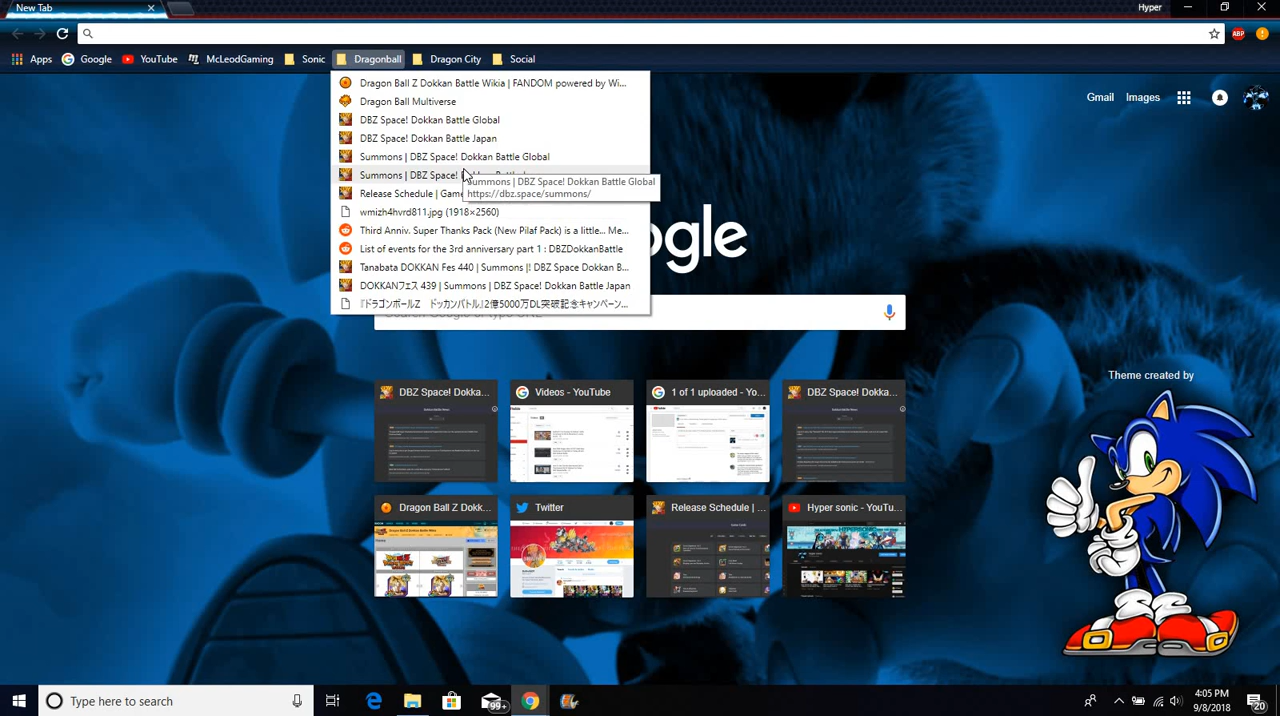 New Tab
Hyper
ABP
Apps Google YouTube McLeodGaming Sonic Dragonball Dragon City Social
Gmail Images
Dragon Ball Z Dokkan Battle Wikia | FANDOM powered by Wi...
Dragon Ball Multiverse
DBZ Space! Dokkan Battle Global
DBZ Space! Dokkan Battle Japan
Summons | DBZ Space! Dokkan Battle Global
Summons | DBZ Space!
Summons | DBZ Space! Dokkan Battle Global
https://dbz.space/summons/
Release Schedule | Game
wmizh4hvrd811.jpg (1918×2560)
Third Anniv. Super Thanks Pack (New Pilaf Pack) is a little... Me...
List of events for the 3rd anniversary part 1 : DBZDokkanBattle
Tanabata DOKKAN Fes 440 | Summons |! DBZ Space Dokkan B...
DOKKANフェス 439 | Summons | DBZ Space! Dokkan Battle Japan
『ドラゴンボールZ ドッカンバトル』2億5000万DL突破記念キャンペーン...
ogle
Theme created by
DBZ Space! Dokka...
Videos - YouTube
1 of 1 uploaded - Yo...
DBZ Space! Dokka...
Dragon Ball Z Dokk...
Twitter
Release Schedule | ...
Hyper sonic - YouTu...
Type here to search
99+
4:05 PM
9/8/2018
20